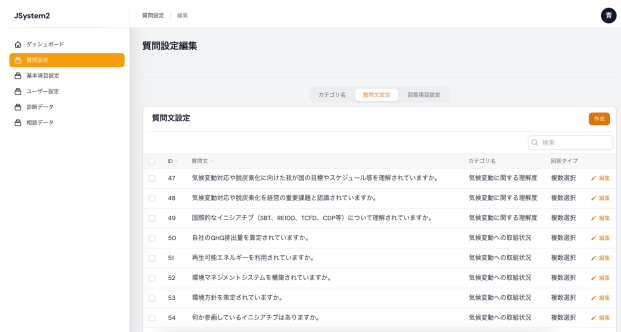 JSystem2
質問設定 / 編集
青
ダッシュボード
質問設定
基本項目設定
ユーザー設定
診断データ
相談データ
質問設定編集
カテゴリ名 質問文設定 回答項目設定
質問文設定 作成
検索
ID 質問文 カテゴリ名 回答タイプ
47 気候変動対応や脱炭素化に向けた我が国の目標やスケジュール感を理解されていますか。 気候変動に関する理解度 複数選択 編集
48 気候変動対応や脱炭素化を経営の重要課題と認識されていますか。 気候変動に関する理解度 複数選択 編集
49 国際的なイニシアチブ（SBT、RE100、TCFD、CDP等）について理解されていますか。 気候変動に関する理解度 複数選択 編集
50 自社のGHG排出量を算定されていますか。 気候変動への取組状況 複数選択 編集
51 再生可能エネルギーを利用されていますか。 気候変動への取組状況 複数選択 編集
52 環境マネジメントシステムを構築されていますか。 気候変動への取組状況 複数選択 編集
53 環境方針を策定されていますか。 気候変動への取組状況 複数選択 編集
54 何か参画しているイニシアチブはありますか。 気候変動への取組状況 複数選択 編集